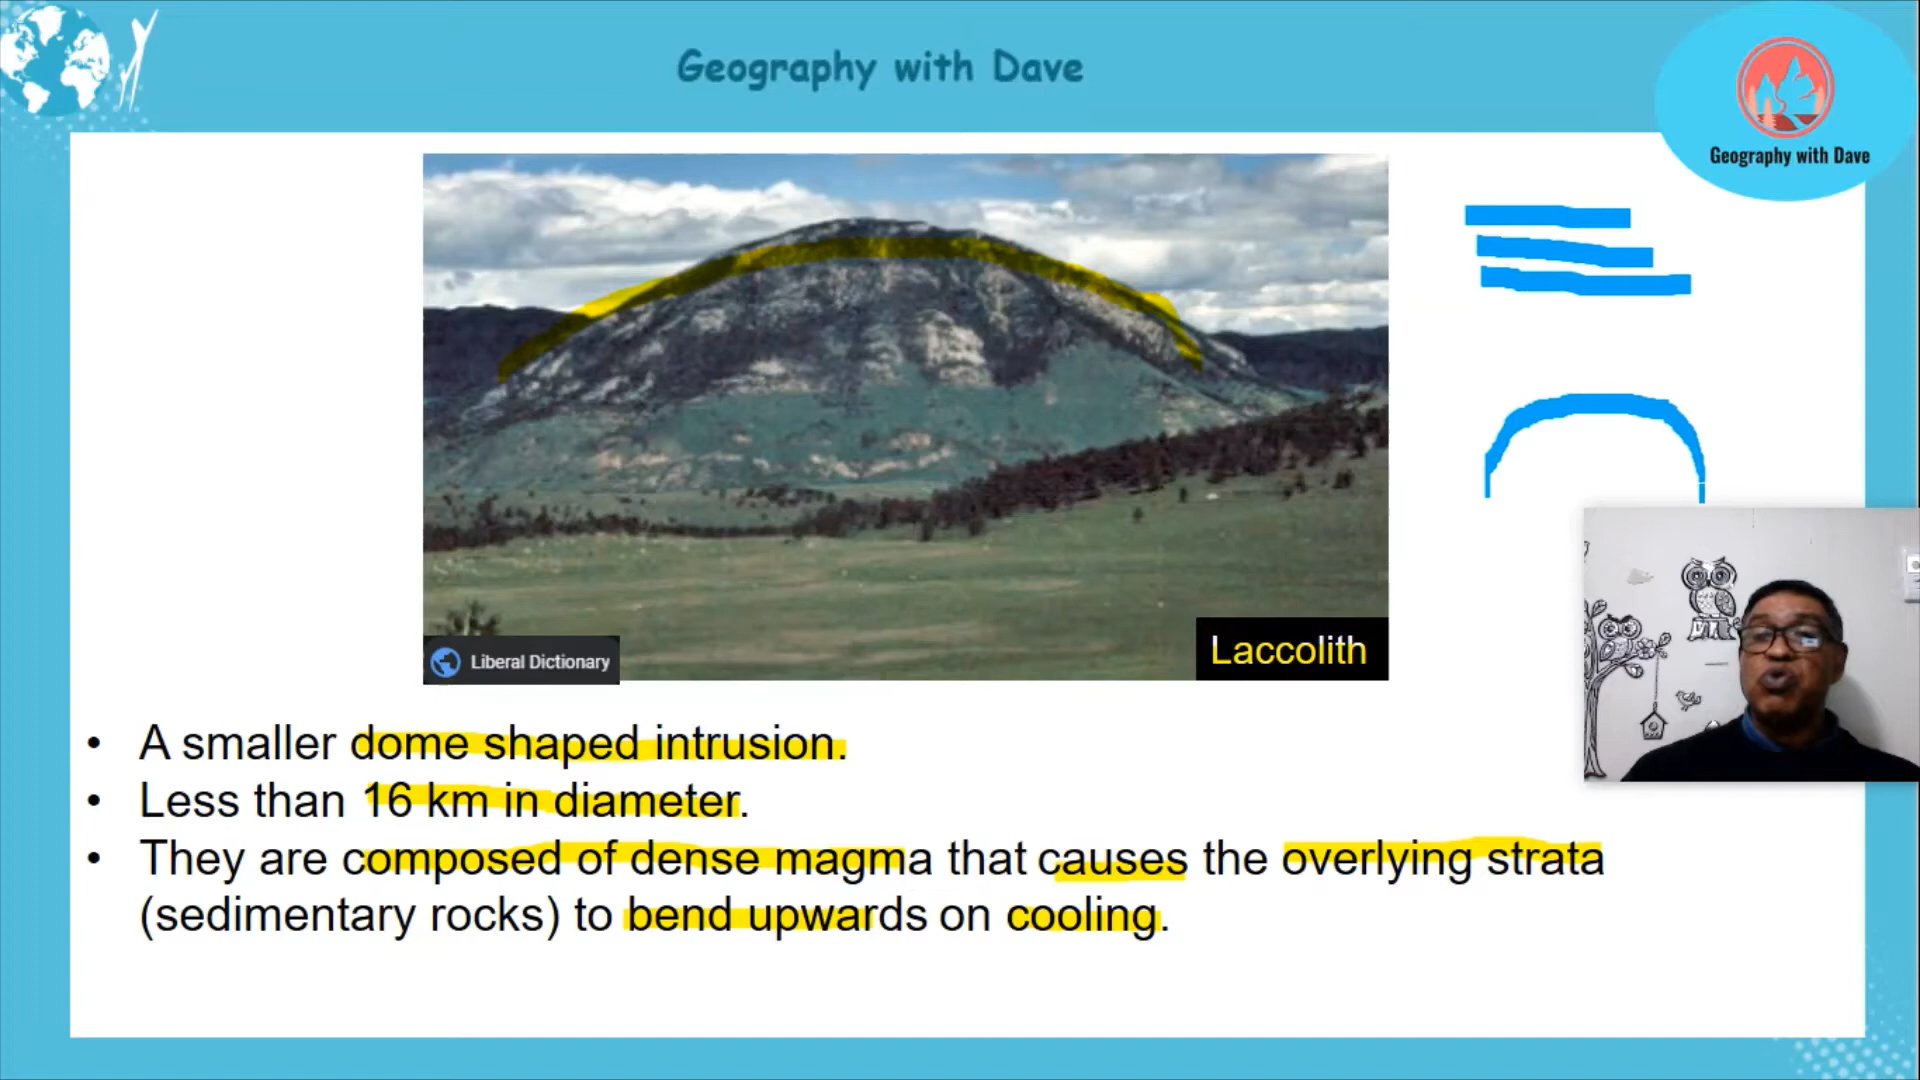 Geography with Dave
Geography with Dave
Liberal Dictionary
Laccolith
• A smaller dome shaped intrusion.
• Less than 16 km in diameter.
• They are composed of dense magma that causes the overlying strata
(sedimentary rocks) to bend upwards on cooling.